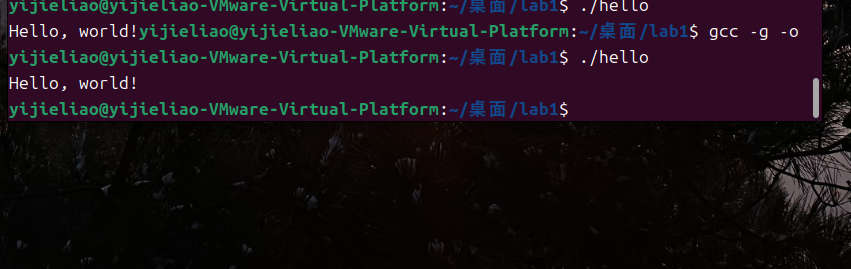 yijieliao@yijieliao-VMware-Virtual-Platform:~/桌面/lab1$ ./hello
Hello, world!yijieliao@yijieliao-VMware-Virtual-Platform:~/桌面/lab1$ gcc -g -o
yijieliao@yijieliao-VMware-Virtual-Platform:~/桌面/lab1$ ./hello
Hello, world!
yijieliao@yijieliao-VMware-Virtual-Platform:~/桌面/lab1$